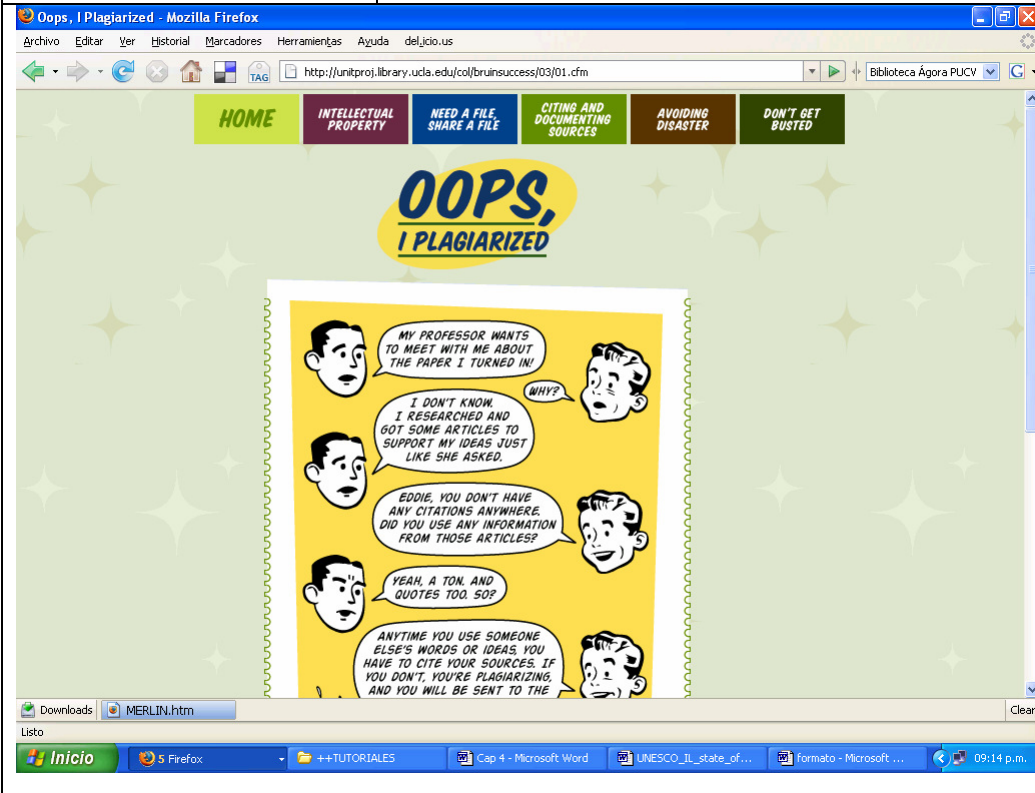 Oops, I Plagiarized - Mozilla Firefox
Archivo Editar Ver Historial Marcadores Herramientas Ayuda del.icio.us
TAG http://unitproj.library.ucla.edu/col/bruinsuccess/03/01.cfm Biblioteca Ágora PUCV G
HOME
INTELLECTUAL
PROPERTY
NEED A FILE,
SHARE A FILE
CITING AND
DOCUMENTING
SOURCES
AVOIDING
DISASTER
DON'T GET
BUSTED
OOPS,
I PLAGIARIZED
MY PROFESSOR WANTS
TO MEET WITH ME ABOUT
THE PAPER I TURNED IN!
WHY?
I DON'T KNOW.
I RESEARCHED AND
GOT SOME ARTICLES TO
SUPPORT MY IDEAS JUST
LIKE SHE ASKED.
EDDIE, YOU DON'T HAVE
ANY CITATIONS ANYWHERE.
DID YOU USE ANY INFORMATION
FROM THOSE ARTICLES?
YEAH, A TON. AND
QUOTES TOO. SO?
ANYTIME YOU USE SOMEONE
ELSE'S WORDS OR IDEAS, YOU
HAVE TO CITE YOUR SOURCES. IF
YOU DON'T, YOU'RE PLAGIARIZING,
AND YOU WILL BE SENT TO THE
Downloads MERLIN.htm Clear
Listo
Inicio 5 Firefox ++TUTORIALES Cap 4 - Microsoft Word UNESCO_IL_state_of... formato - Microsoft ... 09:14 p.m.